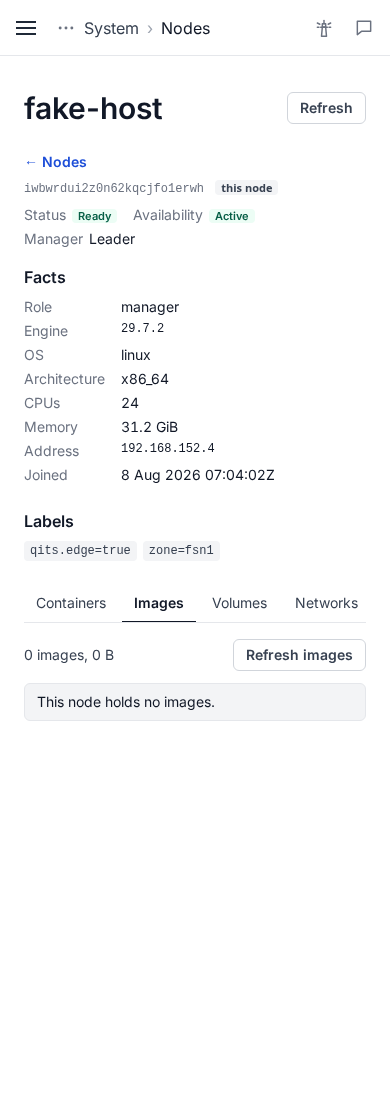 ··· System › Nodes
fake-host
Refresh
← Nodes
iwbwrdui2z0n62kqcjfo1erwh this node
Status Ready Availability Active
Manager Leader
Facts
Role manager
Engine 29.7.2
OS linux
Architecture x86_64
CPUs 24
Memory 31.2 GiB
Address 192.168.152.4
Joined 8 Aug 2026 07:04:02Z
Labels
qits.edge=true zone=fsn1
Containers Images Volumes Networks
0 images, 0 B Refresh images
This node holds no images.